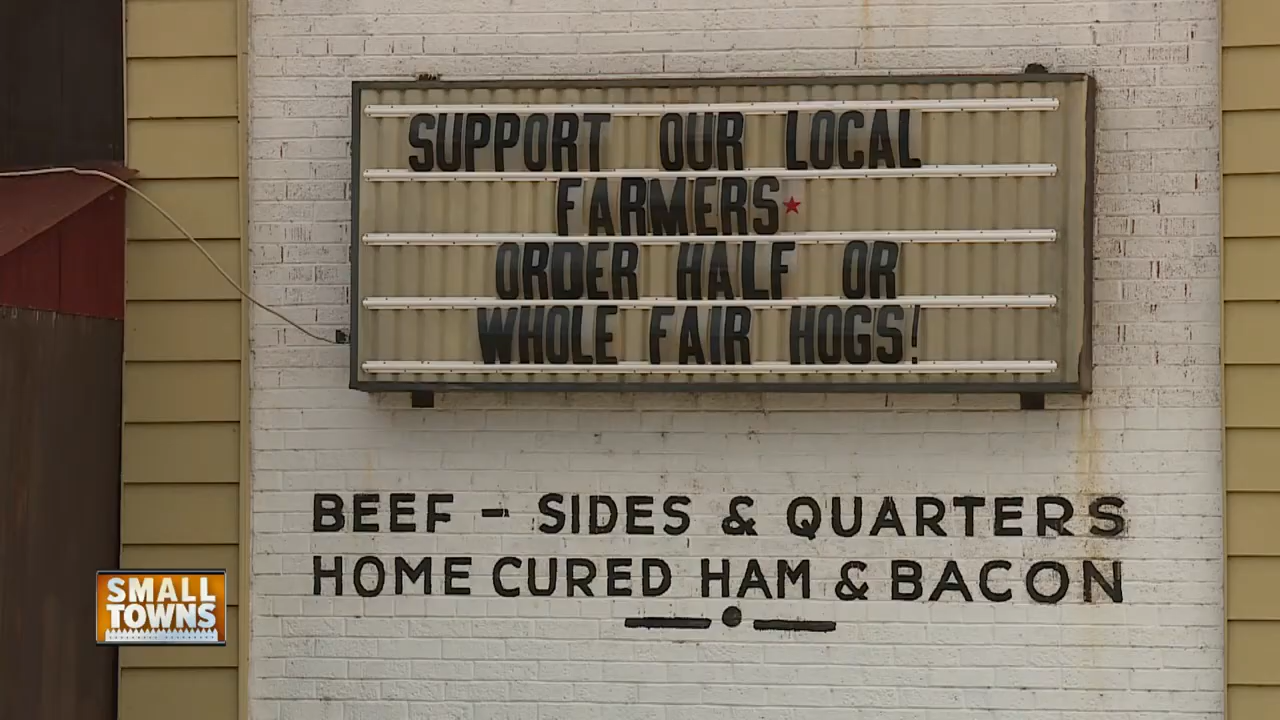 SUPPORT OUR LOCAL
FARMERS
ORDER HALF OR
WHOLE FAIR HOGS!
BEEF - SIDES & QUARTERS
HOME CURED HAM & BACON
SMALL
TOWNS